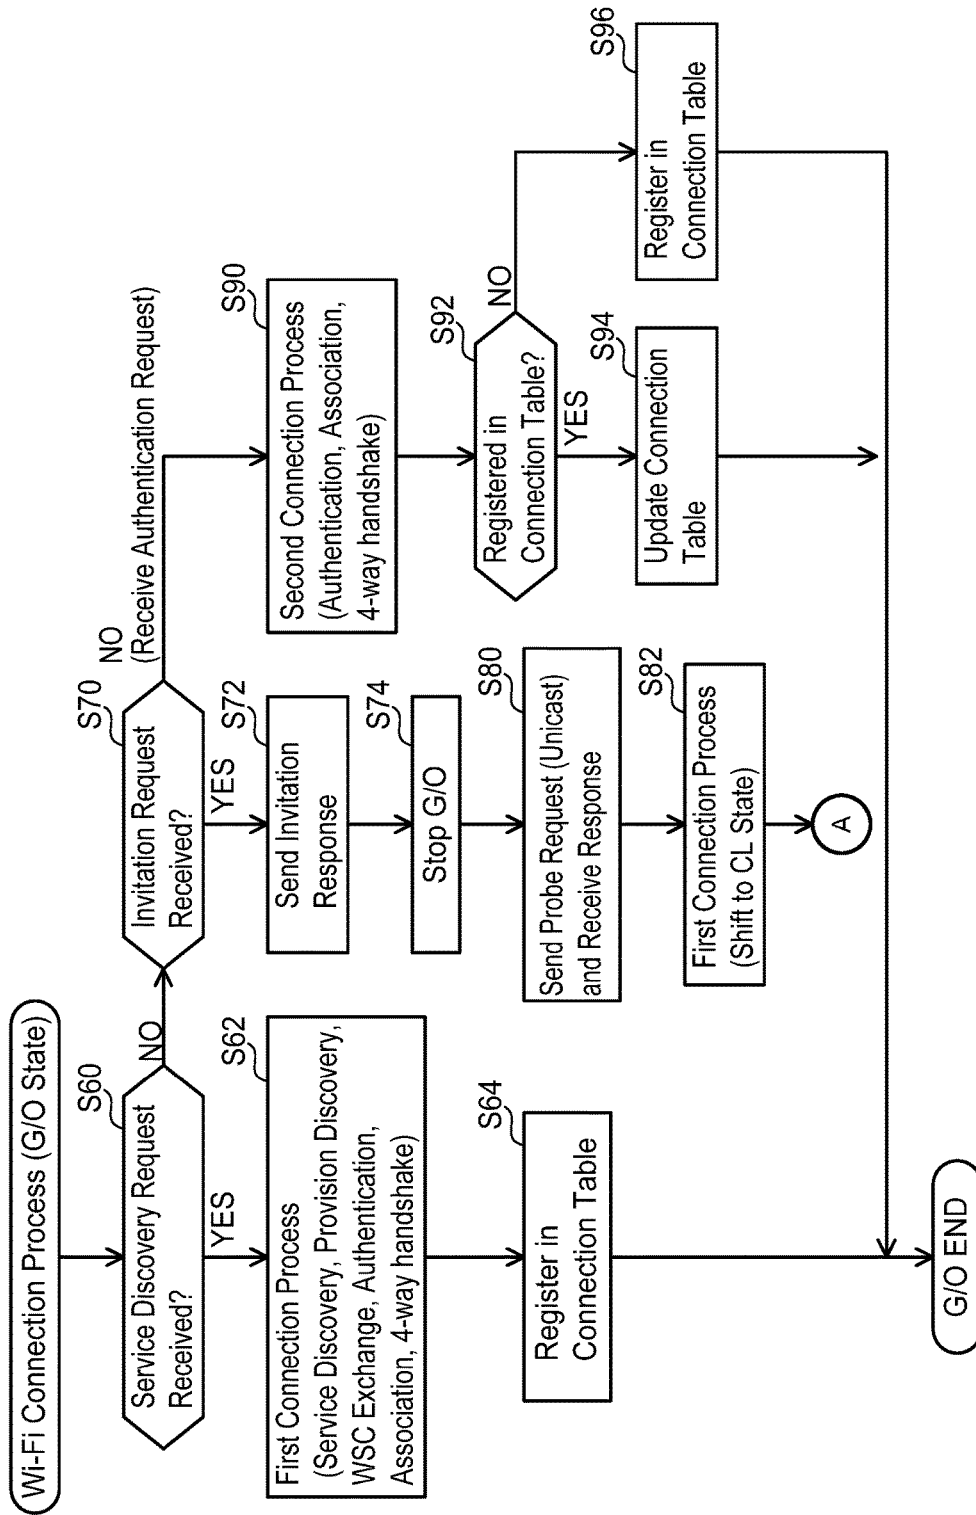 Wi-Fi Connection Process (G/O State)
S60
Service Discovery Request
Received?
NO
YES
S62
First Connection Process
(Service Discovery, Provision Discovery,
WSC Exchange, Authentication,
Association, 4-way handshake)
S64
Register in
Connection Table
S70
Invitation Request
Received?
NO
(Receive Authentication Request)
YES
S72
Send Invitation
Response
S74
Stop G/O
S80
Send Probe Request (Unicast)
and Receive Response
S82
First Connection Process
(Shift to CL State)
A
S90
Second Connection Process
(Authentication, Association,
4-way handshake)
S92
Registered in
Connection Table?
NO
YES
S94
Update Connection
Table
S96
Register in
Connection Table
G/O END